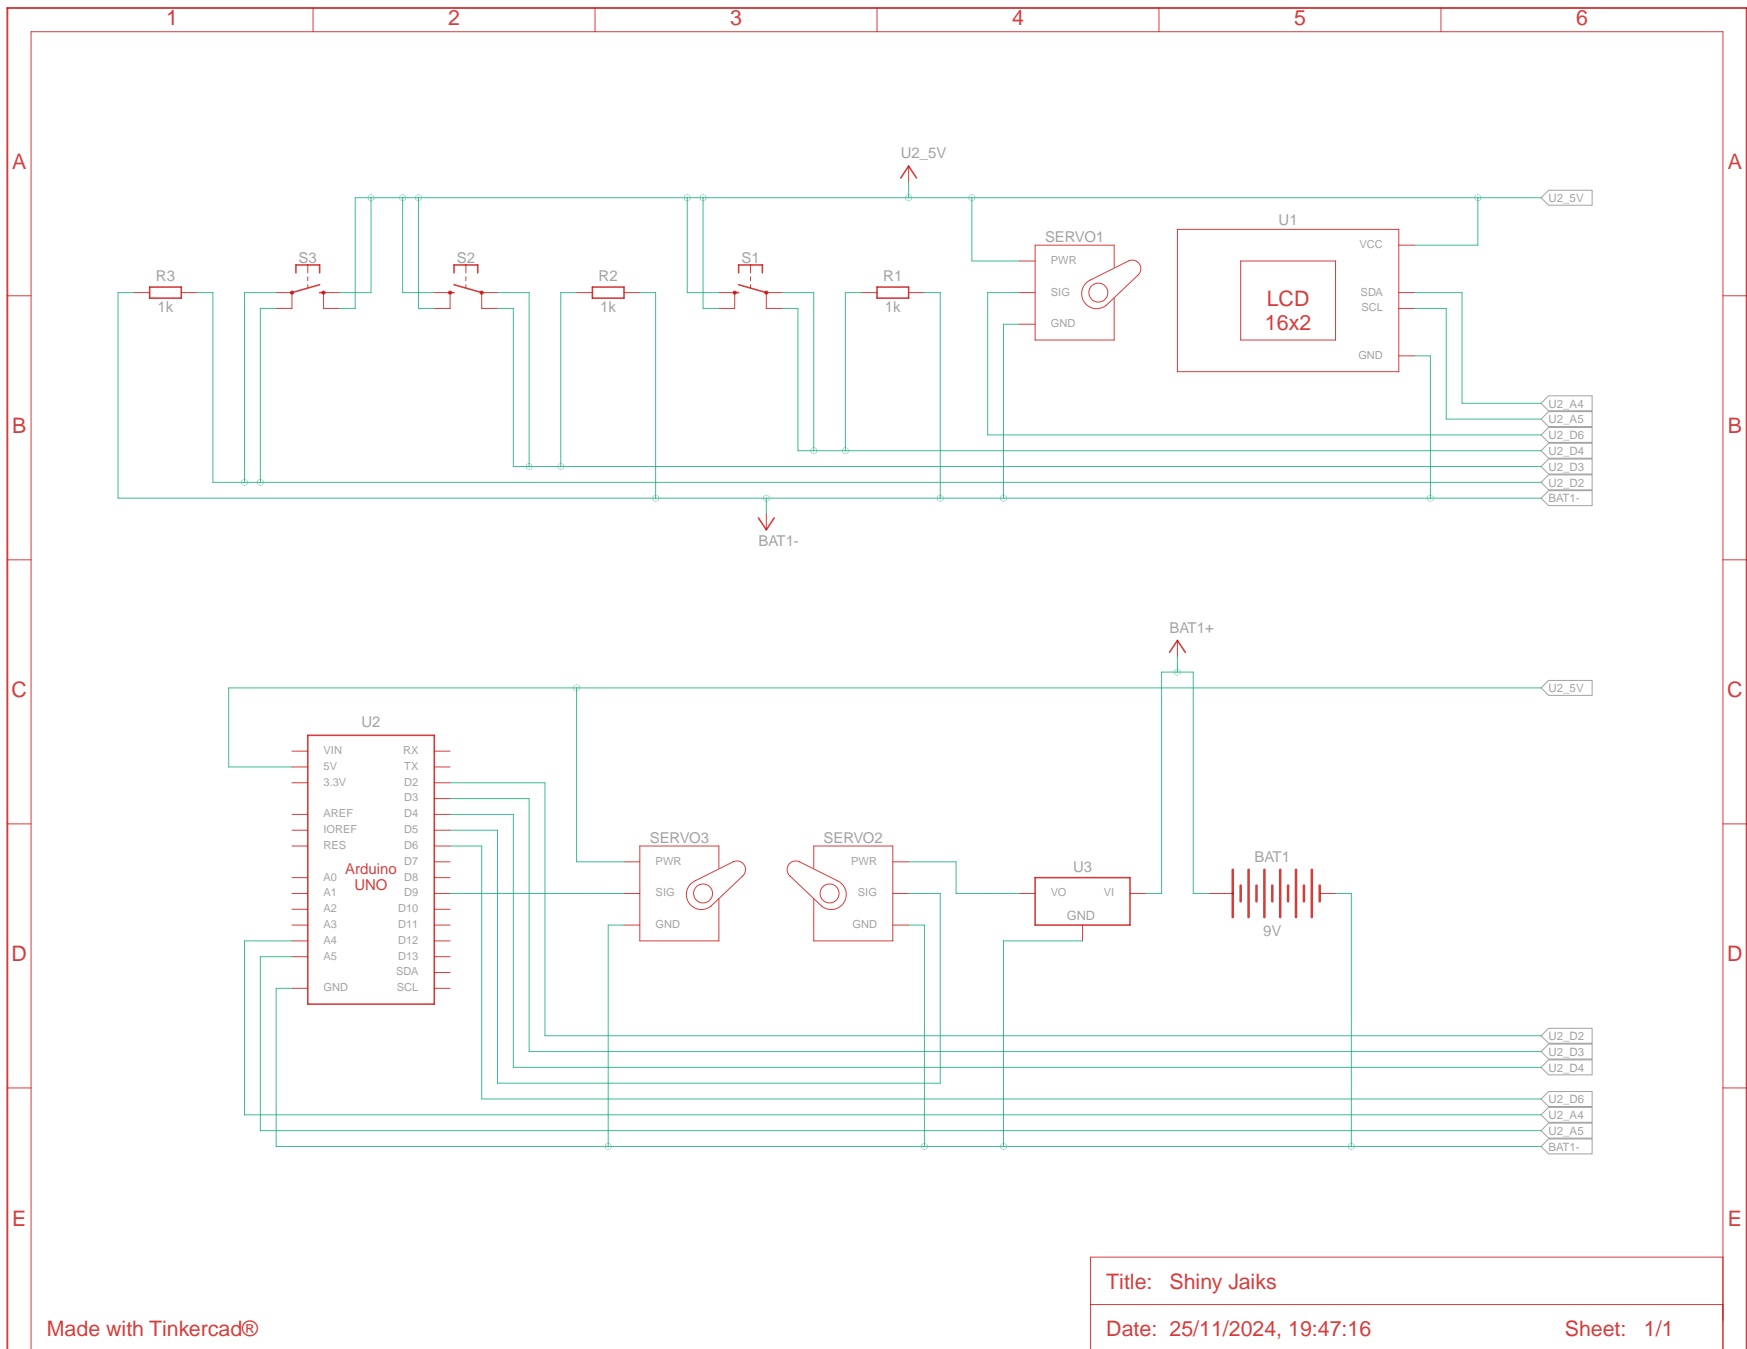 1 2 3 4 5 6
A A
U2_5V
U2_5V
U1
SERVO1
VCC
S3 S2 S1
PWR
R3 R2 R1
SIG
SDA
LCD
1k 1k 1k
SCL
16x2
GND
GND
U2_A4
B B
U2_A5
U2_D6
U2_D4
U2_D3
U2_D2
BAT1-
BAT1-
BAT1+
C C
U2_5V
U2
VIN RX
5V TX
3.3V D2
D3
AREF D4
IOREF D5
RES D6
D7
Arduino
A0 D8
UNO
A1 D9
A2 D10
A3 D11
A4 D12
A5 D13
SDA
GND SCL
SERVO3
PWR
SIG
GND
SERVO2
PWR
SIG
GND
U3
VO VI
GND
BAT1
9V
D D
U2_D2
U2_D3
U2_D4
U2_D6
U2_A4
U2_A5
BAT1-
E E
Title: Shiny Jaiks
Made with Tinkercad®
Date: 25/11/2024, 19:47:16 Sheet: 1/1